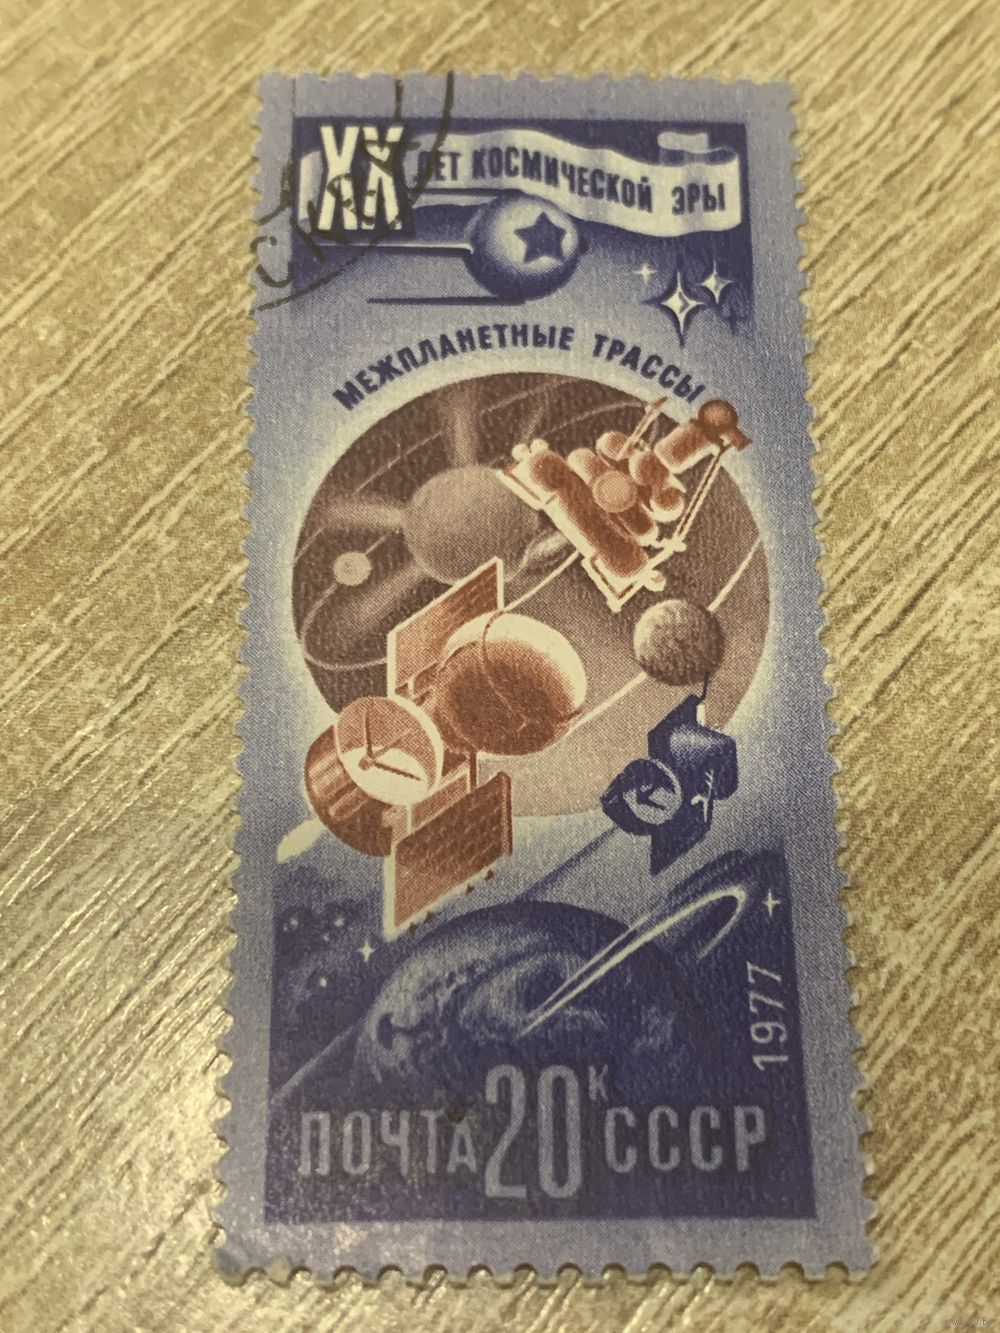 XX ЛЕТ КОСМИЧЕСКОЙ ЭРЫ
МЕЖПЛАНЕТНЫЕ ТРАССЫ
1977
ПОЧТА 20К СССР